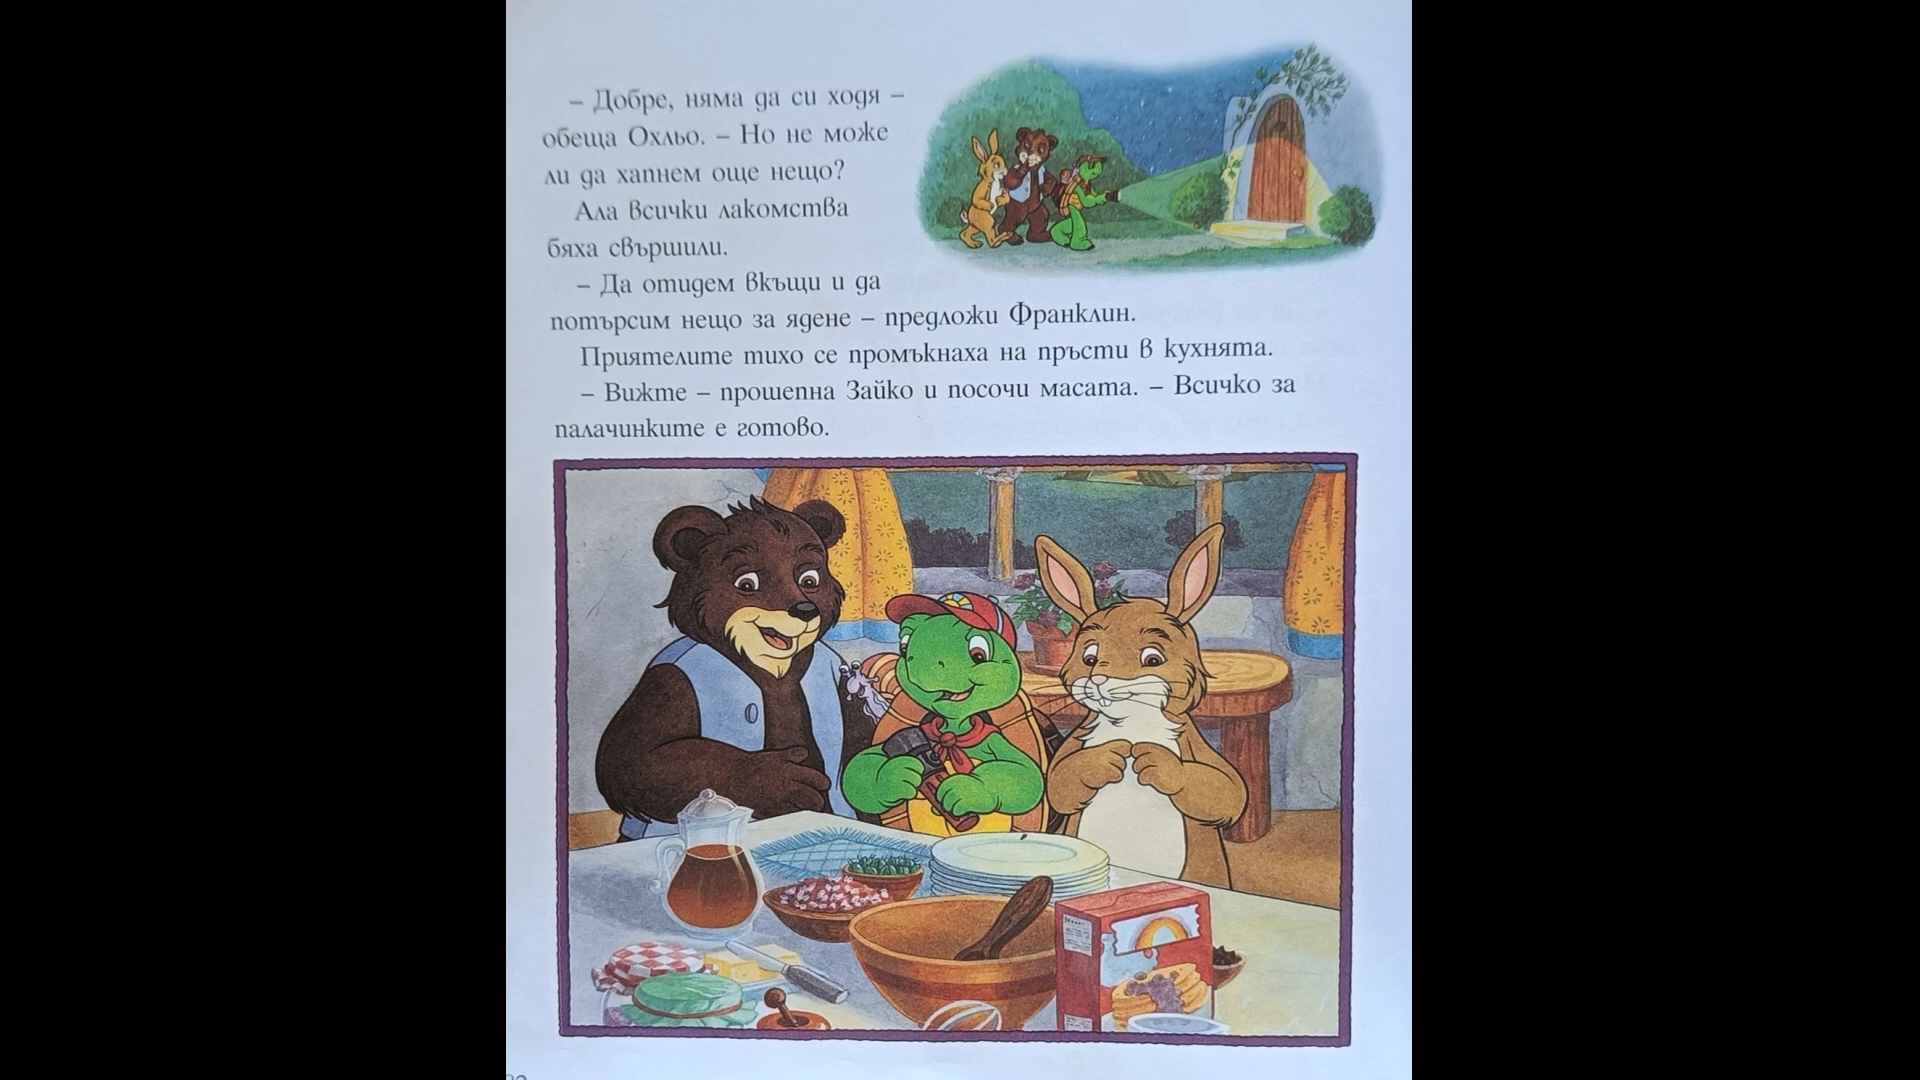 – Добре, няма да си ходя –
обеща Охльо. – Но не може
ли да хапнем още нещо?
Ала всички лакомства
бяха свършили.
– Да отидем вкъщи и да
потърсим нещо за ядене – предложи Франклин.
Приятелите тихо се промъкнаха на пръсти в кухнята.
– Вижте – прошепна Зайко и посочи масата. – Всичко за
палачинките е готово.